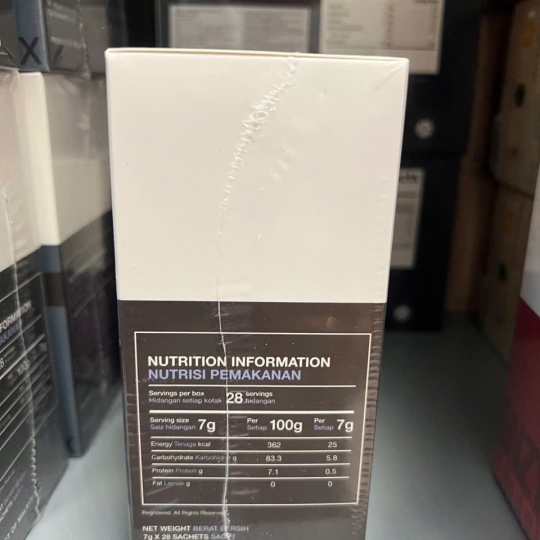 NUTRITION INFORMATION
NUTRISI PEMAKANAN
Servings per box 28 servings
Hidangan setiap kotak hidangan
Serving size 7g Per 100g Per 7g
Saiz hidangan Setiap Setiap
Energy Tenaga kcal 362 25
Carbohydrate Karbohidrat g 83.3 5.8
Protein Protein g 7.1 0.5
Fat Lemak g 0 0
Registered. All Rights Reserved
NET WEIGHT BERAT BERSIH
7g X 28 SACHETS